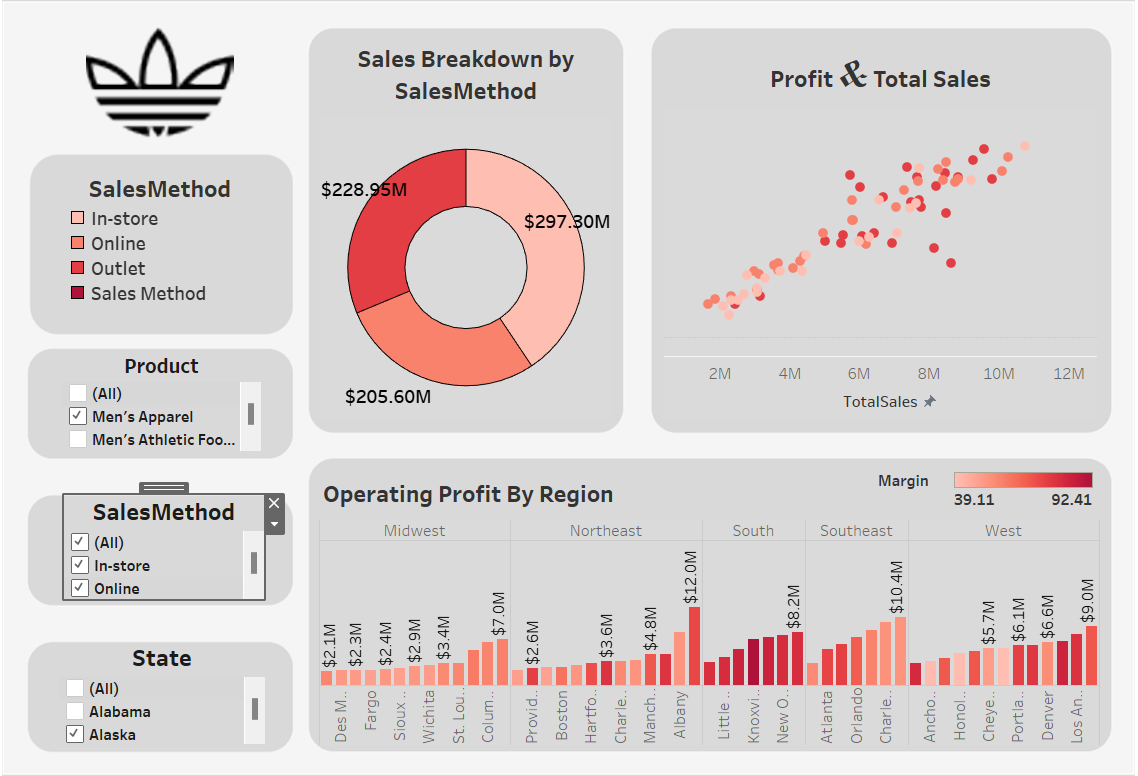 SalesMethod
In-store
Online
Outlet
Sales Method
Product
(All)
Men's Apparel
Men's Athletic Foo...
SalesMethod
(All)
In-store
Online
State
(All)
Alabama
Alaska
Sales Breakdown by
SalesMethod
$228.95M
$297.30M
$205.60M
Profit & Total Sales
2M 4M 6M 8M 10M 12M
TotalSales
Operating Profit By Region
Margin
39.11 92.41
Midwest Northeast South Southeast West
$2.1M $2.3M $2.4M $2.9M $3.4M $7.0M $2.6M $3.6M $4.8M $12.0M $8.2M $10.4M $5.7M $6.1M $6.6M $9.0M
Des M.. Fargo Sioux .. Wichita St. Lou.. Colum.. Provid.. Boston Hartfo.. Charle.. Manch.. Albany Little .. Knoxvi.. New O.. Atlanta Orlando Charle.. Ancho.. Honol.. Cheye.. Portla.. Denver Los An..